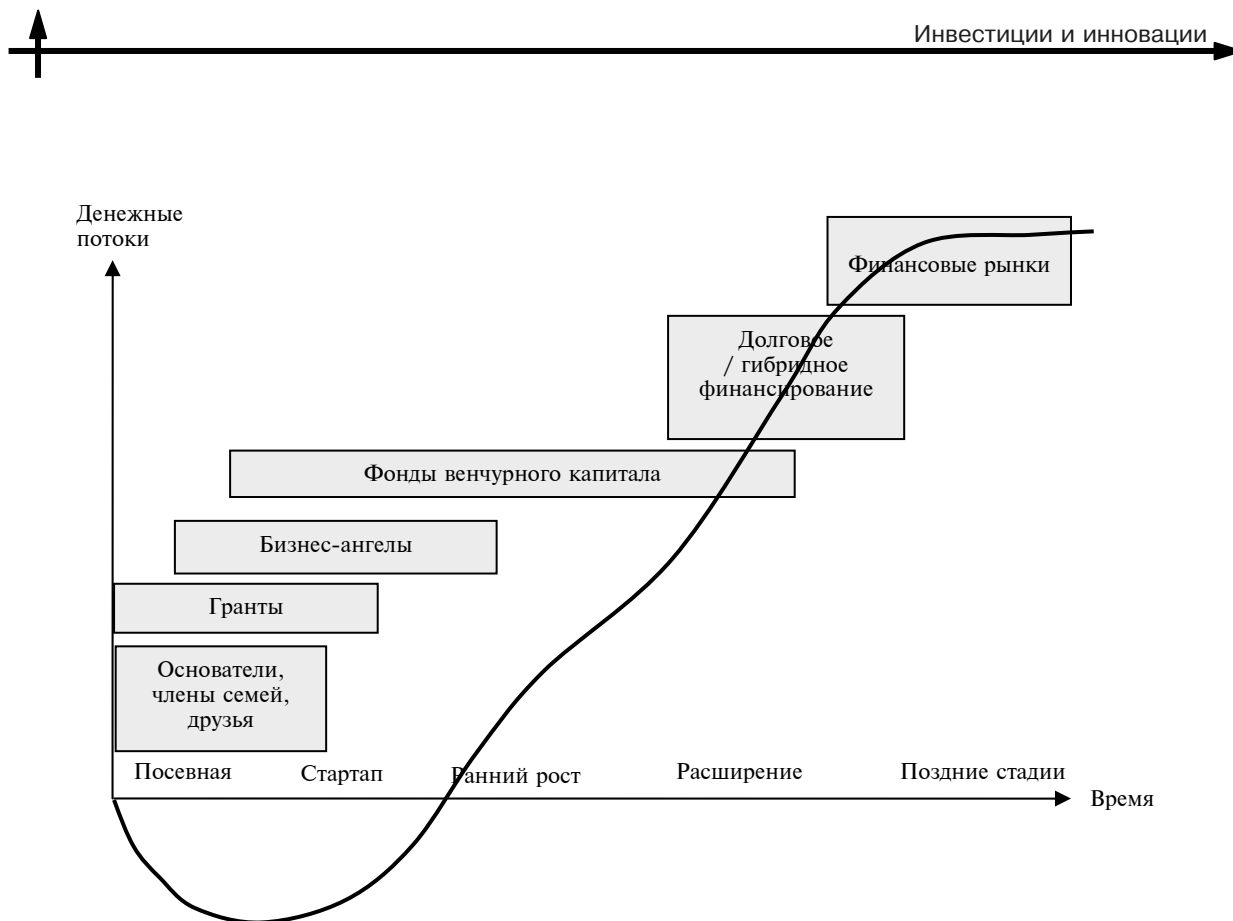 Инвестиции и инновации
Денежные
потоки
Финансовые рынки
Долговое
/ гибридное
финансирование
Фонды венчурного капитала
Бизнес-ангелы
Гранты
Основатели,
члены семей,
друзья
Посевная
Стартап
Ранний рост
Расширение
Поздние стадии
Время